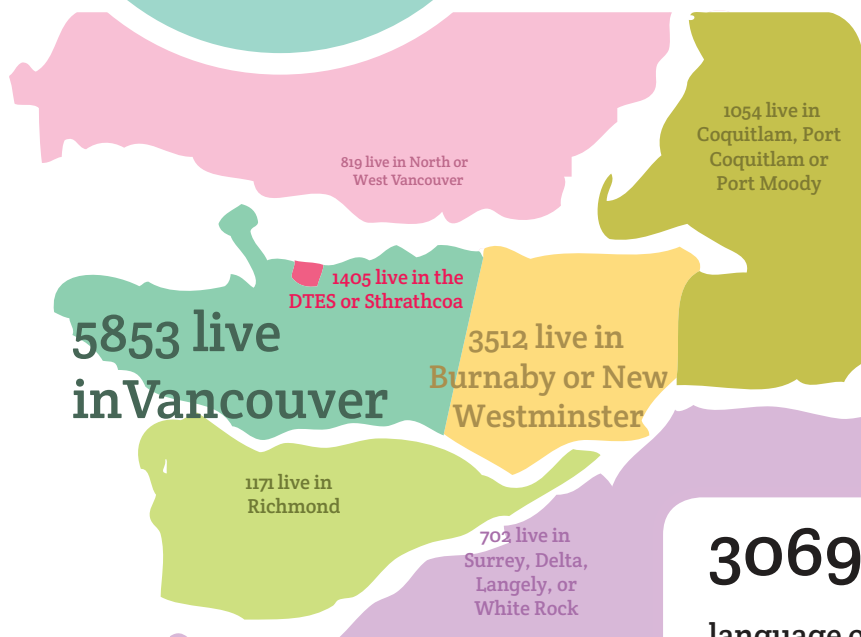 819 live in North or
West Vancouver
1054 live in
Coquitlam, Port
Coquitlam or
Port Moody
1405 live in the
DTES or Sthrathcoa
5853 live
inVancouver
3512 live in
Burnaby or New
Westminster
1171 live in
Richmond
702 live in
Surrey, Delta,
Langely, or
White Rock
3069
language